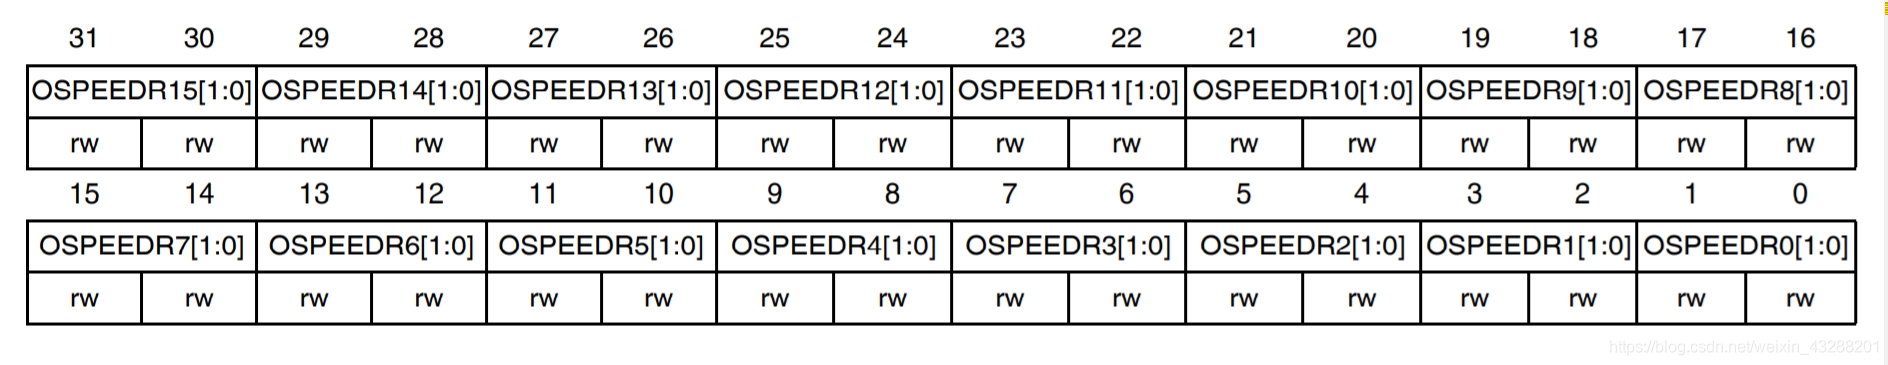 31 30 29 28 27 26 25 24 23 22 21 20 19 18 17 16
OSPEEDR15[1:0] OSPEEDR14[1:0] OSPEEDR13[1:0] OSPEEDR12[1:0] OSPEEDR11[1:0] OSPEEDR10[1:0] OSPEEDR9[1:0] OSPEEDR8[1:0]
rw rw rw rw rw rw rw rw rw rw rw rw rw rw rw rw
15 14 13 12 11 10 9 8 7 6 5 4 3 2 1 0
OSPEEDR7[1:0] OSPEEDR6[1:0] OSPEEDR5[1:0] OSPEEDR4[1:0] OSPEEDR3[1:0] OSPEEDR2[1:0] OSPEEDR1[1:0] OSPEEDR0[1:0]
rw rw rw rw rw rw rw rw rw rw rw rw rw rw rw rw
https://blog.csdn.net/weixin_43288201